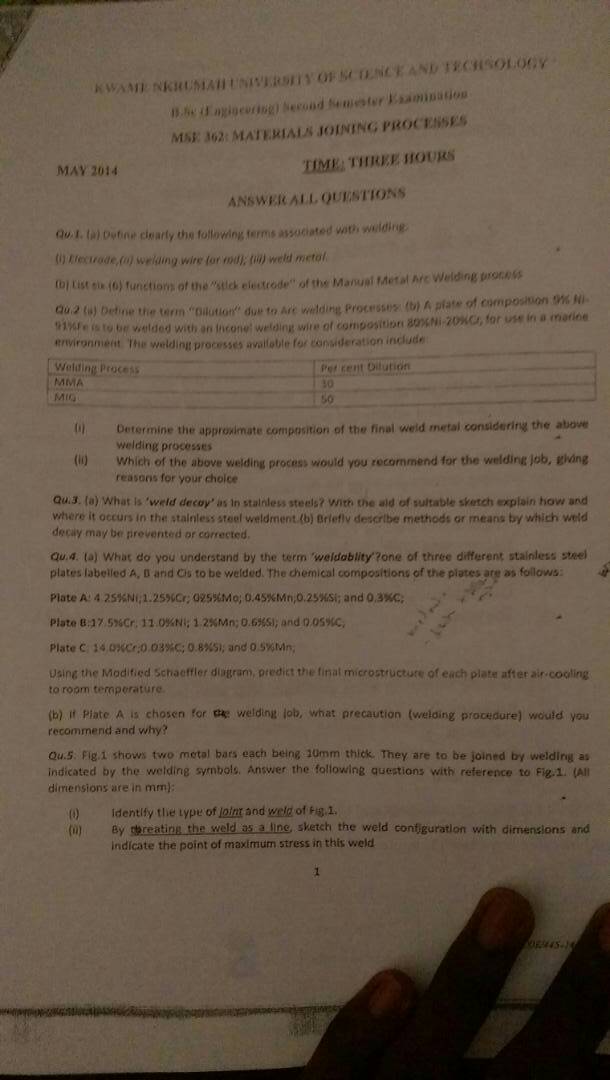 KWAME NKRUMAH UNIVERSITY OF SCIENCE AND TECHNOLOGY
B.Sc (Engineering) Second Semester Examination
MSE 362: MATERIALS JOINING PROCESSES
MAY 2014 TIME: THREE HOURS
ANSWER ALL QUESTIONS
Qu.1. (a) Define clearly the following terms associated with welding:
(i) Electrode,(ii) welding wire (or rod); (iii) weld metal.
(b) List six (6) functions of the "stick electrode" of the Manual Metal Arc Welding process
Qu.2 (a) Define the term "Dilution" due to Arc welding Processes: (b) A plate of composition 9% Ni-
91%Fe is to be welded with an Inconel welding wire of composition 80%Ni-20%Cr, for use in a marine
environment. The welding processes available for consideration include:
Welding Process Per cent Dilution
MMA 30
MIG 50
(i) Determine the approximate composition of the final weld metal considering the above
welding processes
(ii) Which of the above welding process would you recommend for the welding job, giving
reasons for your choice
Qu.3. (a) What is 'weld decay' as in stainless steels? With the aid of suitable sketch explain how and
where it occurs in the stainless steel weldment.(b) Briefly describe methods or means by which weld
decay may be prevented or corrected.
Qu.4. (a) What do you understand by the term 'weldablity'?one of three different stainless steel
plates labelled A, B and Cis to be welded. The chemical compositions of the plates are as follows:
Plate A: 4.25%Ni;1.25%Cr; 025%Mo; 0.45%Mn;0.25%Si; and 0.3%C;
Plate B:17.5%Cr; 11.0%Ni; 1.2%Mn; 0.6%Si; and 0.05%C;
Plate C: 14.0%Cr;0.03%C; 0.8%Si; and 0.5%Mn;
Using the Modified Schaeffler diagram, predict the final microstructure of each plate after air-cooling
to room temperature.
(b) If Plate A is chosen for the welding job, what precaution (welding procedure) would you
recommend and why?
Qu.5. Fig.1 shows two metal bars each being 10mm thick. They are to be joined by welding as
indicated by the welding symbols. Answer the following questions with reference to Fig.1. (All
dimensions are in mm):
(i) Identify the type of joint and weld of Fig.1.
(ii) By threating the weld as a line, sketch the weld configuration with dimensions and
indicate the point of maximum stress in this weld
1